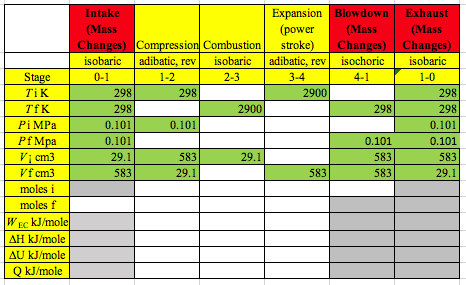 Intake (Mass Changes) Compression Combustion Expansion (power stroke) Blowdown (Mass Changes) Exhaust (Mass Changes)
isobaric adibatic, rev isobaric adibatic, rev isochoric isobaric
Stage 0-1 1-2 2-3 3-4 4-1 1-0
T i K 298 298 2900 298
T f K 298 2900 298 298
P i MPa 0.101 0.101 0.101
P f Mpa 0.101 0.101 0.101
V i cm3 29.1 583 29.1 583 583
V f cm3 583 29.1 583 583 29.1
moles i
moles f
W EC kJ/mole
ΔH kJ/mole
ΔU kJ/mole
Q kJ/mole